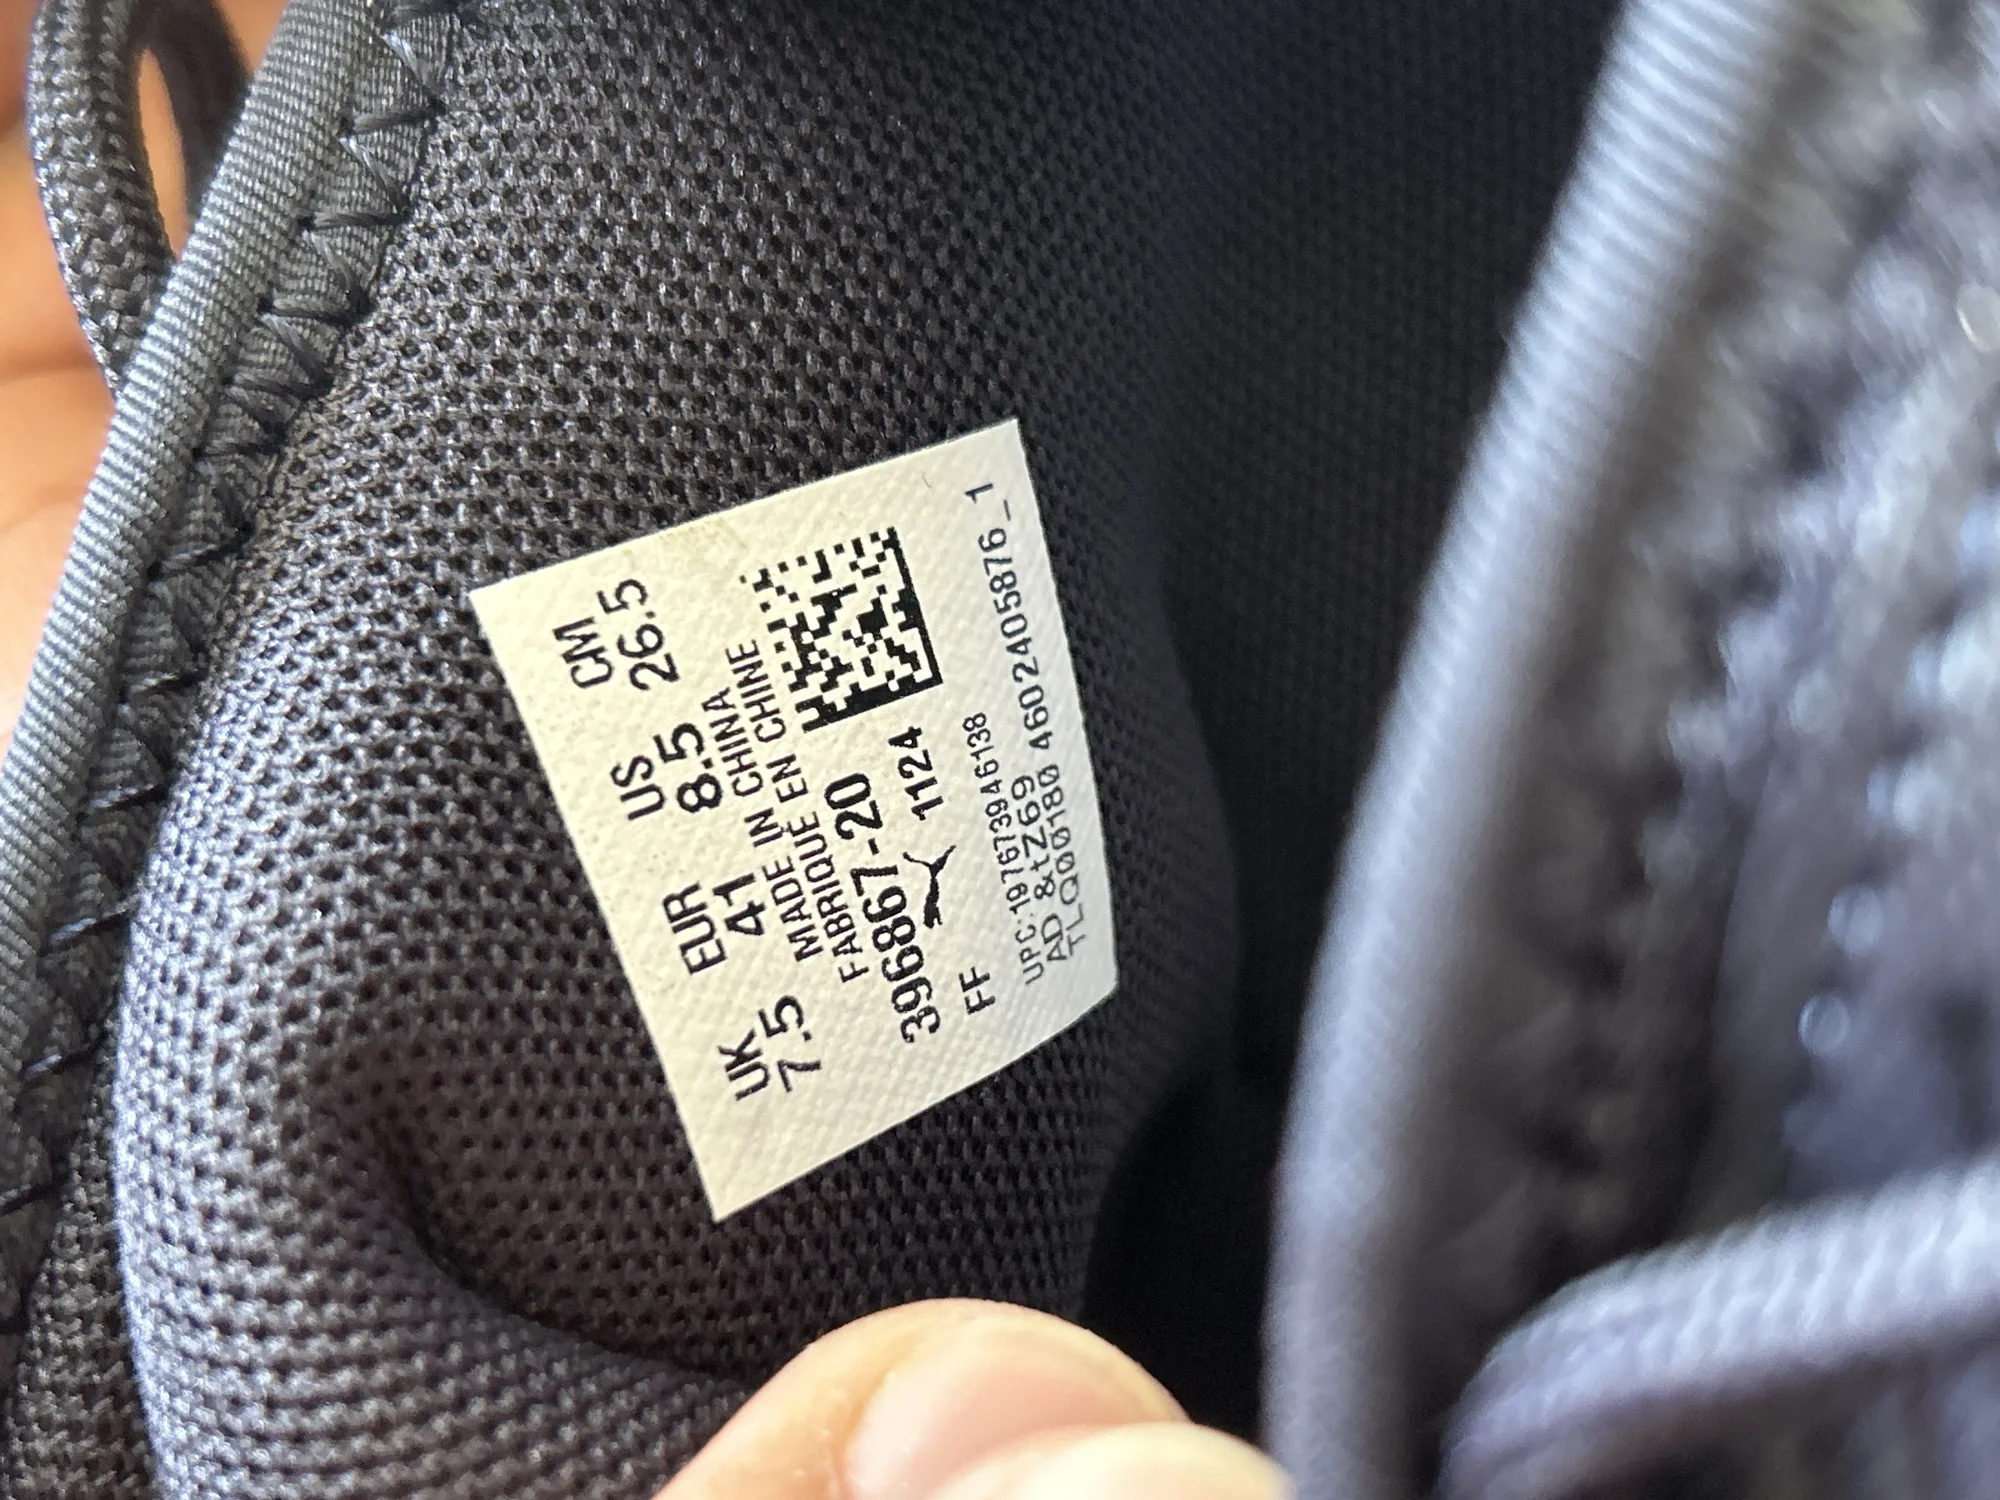 UK EUR US CM
7.5 41 8.5 26.5
MADE IN CHINA
FABRIQUÉ EN CHINE
396867-20
1124
FF
UPC:197673946138
AD &tZ69
TLQ00180 4602405876_1